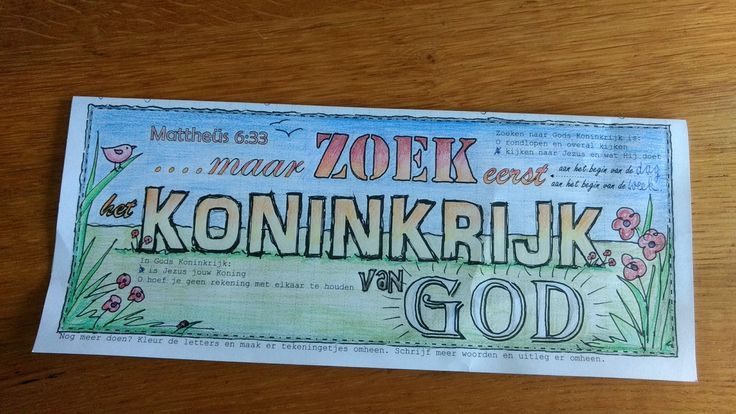 Mattheüs 6:33
....maar ZOEK eerst
Zoeken naar Gods Koninkrijk is:
O rondlopen en overal kijken
O kijken naar Jezus en wat Hij doet
aan het begin van de dag
aan het begin van de week
het KONINKRIJK
In Gods Koninkrijk:
O is Jezus jouw Koning
O hoef je geen rekening met elkaar te houden
van GOD
Nog meer doen? Kleur de letters en maak er tekeningetjes omheen. Schrijf meer woorden en uitleg er omheen.